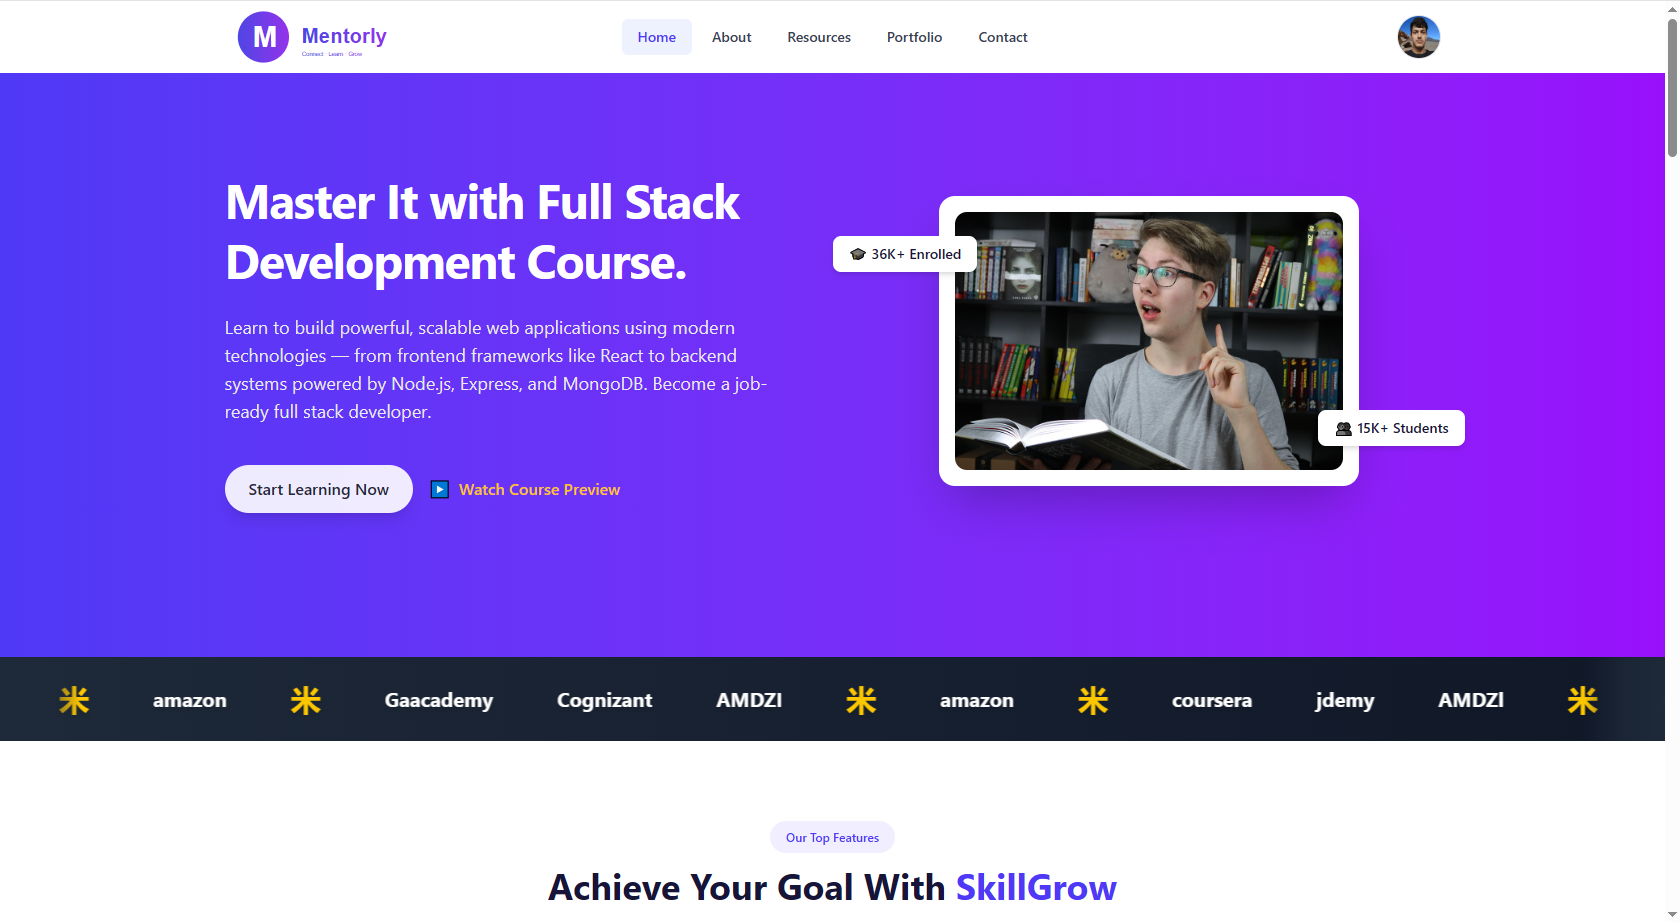 M
Mentorly
Connect · Learn · Grow
Home
About
Resources
Portfolio
Contact
Master It with Full Stack
Development Course.
Learn to build powerful, scalable web applications using modern
technologies — from frontend frameworks like React to backend
systems powered by Node.js, Express, and MongoDB. Become a job-
ready full stack developer.
Start Learning Now
Watch Course Preview
36K+ Enrolled
15K+ Students
amazon
Gaacademy
Cognizant
AMDZI
amazon
coursera
jdemy
AMDZl
Our Top Features
Achieve Your Goal With SkillGrow